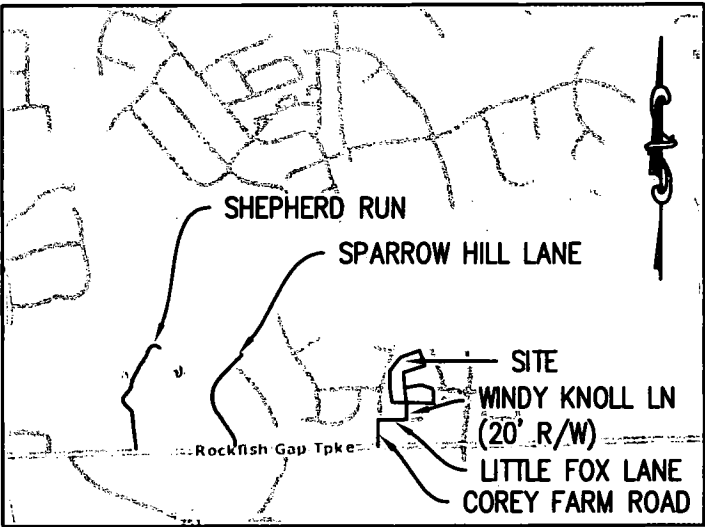 SHEPHERD RUN
SPARROW HILL LANE
SITE
WINDY KNOLL LN
(20' R/W)
Rockfish Gap Tpke
LITTLE FOX LANE
COREY FARM ROAD